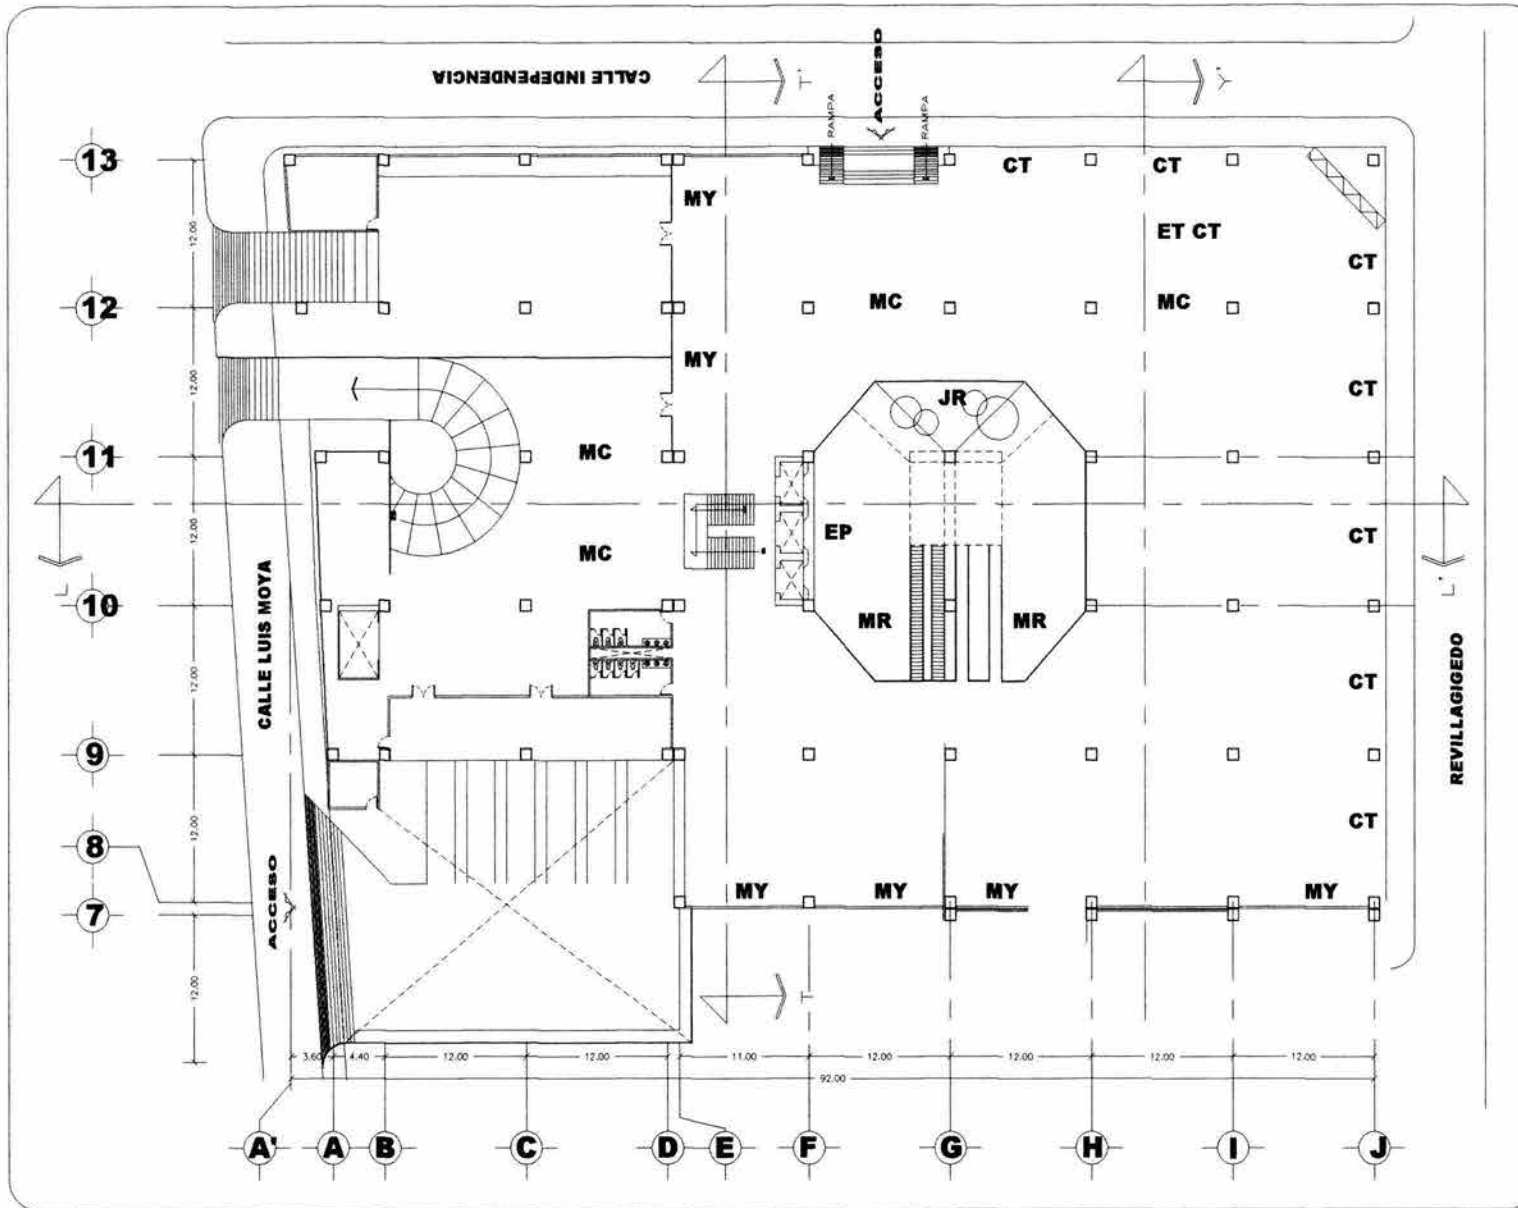 CALLE INDEPENDENCIA
T'
ACCESO
Y'
RAMPA
RAMPA
13
CT
CT
MY
12.00
ET CT
CT
12
MC
MC
MY
12.00
CT
JR
11
MC
12.00
EP
CT
MC
L
L'
10
MR
MR
CALLE LUIS MOYA
12.00
CT
REVILLAGIGEDO
9
12.00
CT
8
MY
MY
MY
MY
7
ACCESO
12.00
T
3.60
4.40
12.00
12.00
11.00
12.00
12.00
12.00
12.00
92.00
A'
A
B
C
D
E
F
G
H
I
J